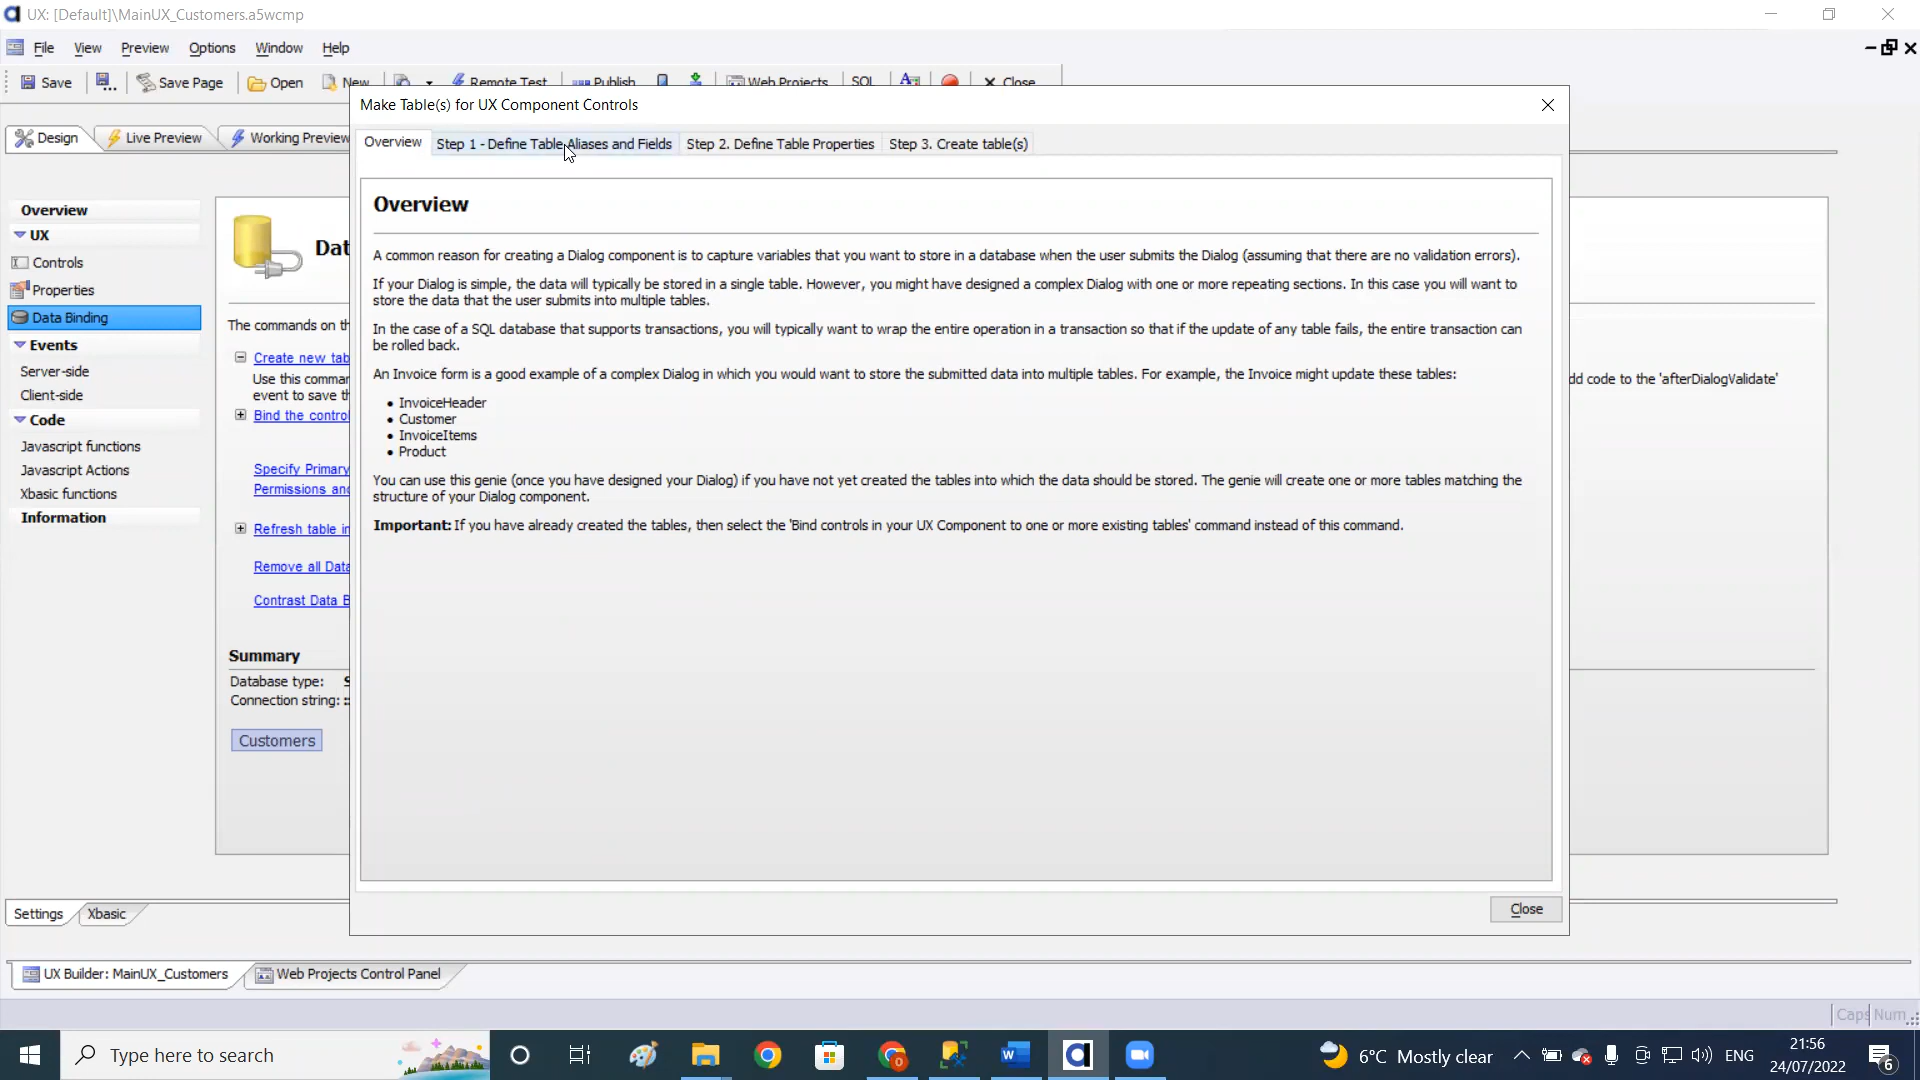 UX: [Default]\MainUX_Customers.a5wcmp
File View Preview Options Window Help
Save Save Page Open New Remote Test Publish Web Projects SQL Close
Make Table(s) for UX Component Controls
Design Live Preview Working Preview
Overview Step 1 - Define Table Aliases and Fields Step 2. Define Table Properties Step 3. Create table(s)
Overview
UX
Controls
Properties
Data Binding
Events
Server-side
Client-side
Code
Javascript functions
Javascript Actions
Xbasic functions
Information
The commands on th
Create new tab
Use this comman
event to save th
Bind the control
Specify Primary
Permissions and
Refresh table in
Remove all Data
Contrast Data B
Summary
Database type:
Connection string: ::
Customers
Overview
A common reason for creating a Dialog component is to capture variables that you want to store in a database when the user submits the Dialog (assuming that there are no validation errors).
If your Dialog is simple, the data will typically be stored in a single table. However, you might have designed a complex Dialog with one or more repeating sections. In this case you will want to
store the data that the user submits into multiple tables.
In the case of a SQL database that supports transactions, you will typically want to wrap the entire operation in a transaction so that if the update of any table fails, the entire transaction can
be rolled back.
An Invoice form is a good example of a complex Dialog in which you would want to store the submitted data into multiple tables. For example, the Invoice might update these tables:
• InvoiceHeader
• Customer
• InvoiceItems
• Product
You can use this genie (once you have designed your Dialog) if you have not yet created the tables into which the data should be stored. The genie will create one or more tables matching the
structure of your Dialog component.
Important: If you have already created the tables, then select the 'Bind controls in your UX Component to one or more existing tables' command instead of this command.
dd code to the 'afterDialogValidate'
Close
Settings Xbasic
UX Builder: MainUX_Customers Web Projects Control Panel
Caps Num
Type here to search
6°C Mostly clear
ENG
21:56
24/07/2022
6